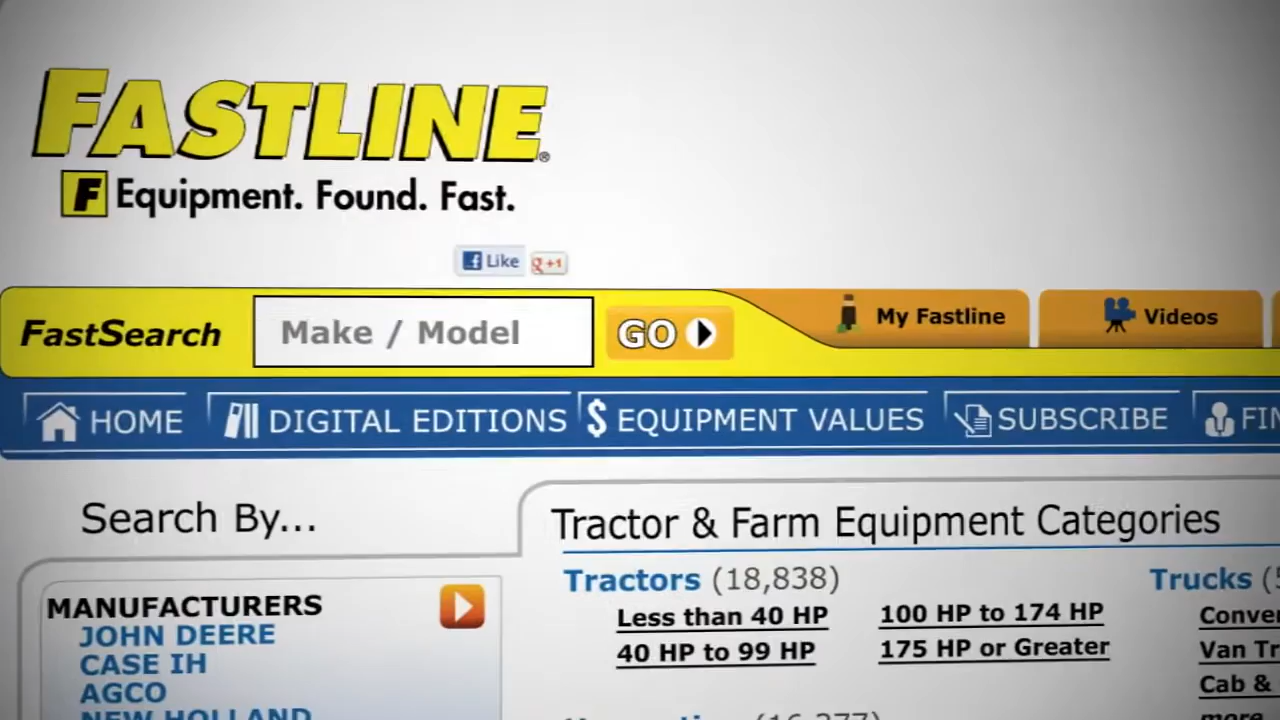 FASTLINE®
F Equipment. Found. Fast.
Like +1
FastSearch Make / Model GO My Fastline Videos
HOME DIGITAL EDITIONS $ EQUIPMENT VALUES SUBSCRIBE FIN
Search By...
Tractor & Farm Equipment Categories
Tractors (18,838)
Less than 40 HP 100 HP to 174 HP
40 HP to 99 HP 175 HP or Greater
Trucks
Van
Cab &
more
MANUFACTURERS
JOHN DEERE
CASE IH
AGCO
NEW HOLLAND